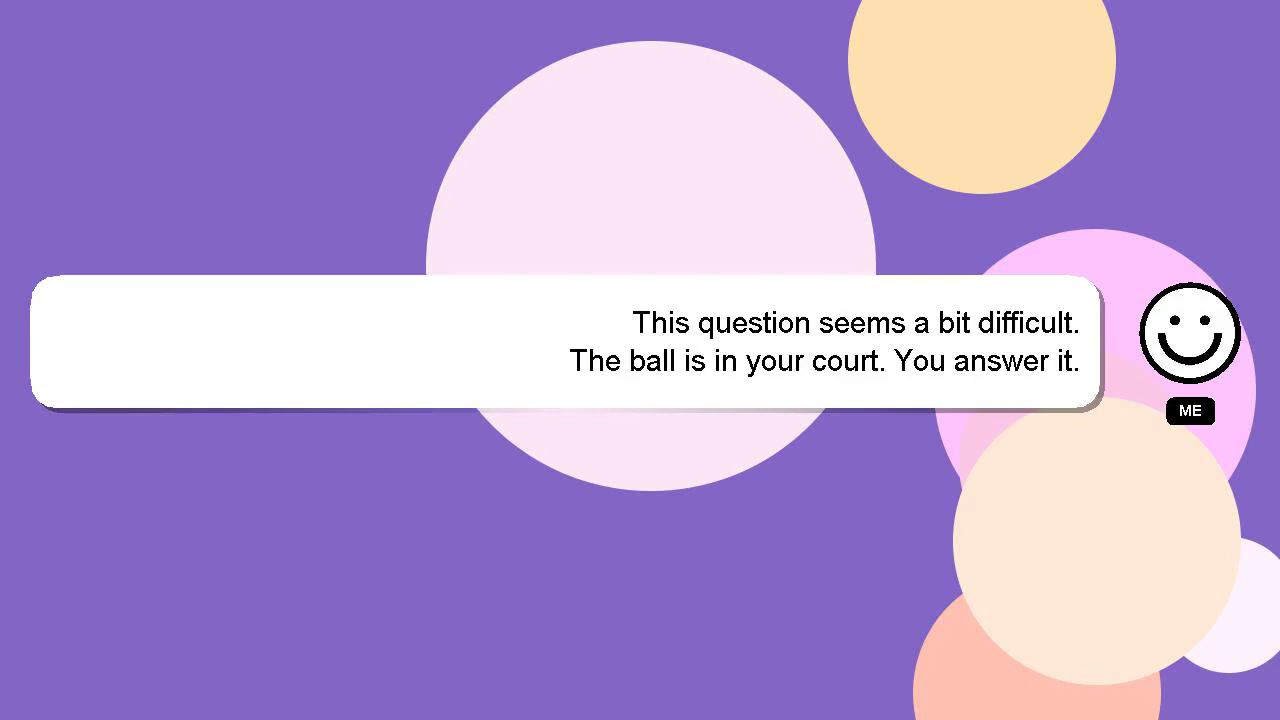 This question seems a bit difficult.
The ball is in your court. You answer it.
ME